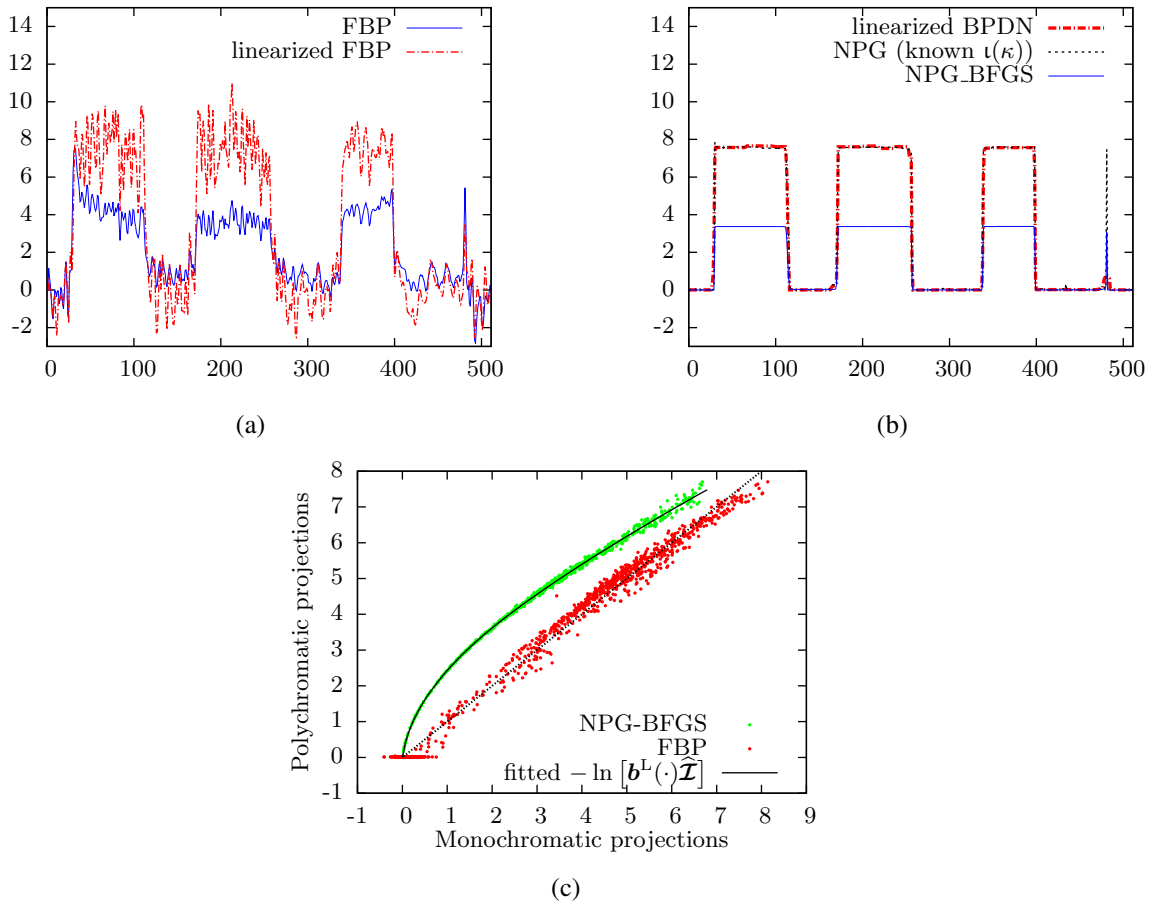 FBP
linearized FBP
14
12
10
8
6
4
2
0
-2
0 100 200 300 400 500
(a)
linearized BPDN
NPG (known ι(κ))
NPG_BFGS
14
12
10
8
6
4
2
0
-2
0 100 200 300 400 500
(b)
Polychromatic projections
8
7
6
5
4
3
2
1
0
-1
NPG-BFGS
FBP
fitted − ln [𝒃ᴸ(·)𝓘̂]
-1 0 1 2 3 4 5 6 7 8 9
Monochromatic projections
(c)